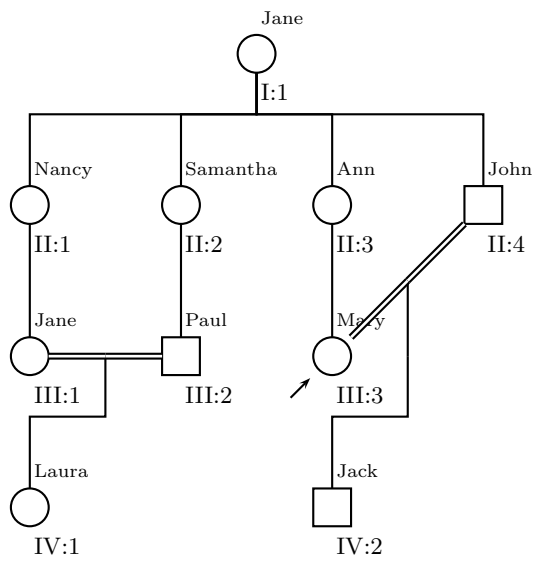 Jane
I:1
Nancy
Samantha
Ann
John
II:1
II:2
II:3
II:4
Jane
Paul
Mary
III:1
III:2
III:3
Laura
Jack
IV:1
IV:2